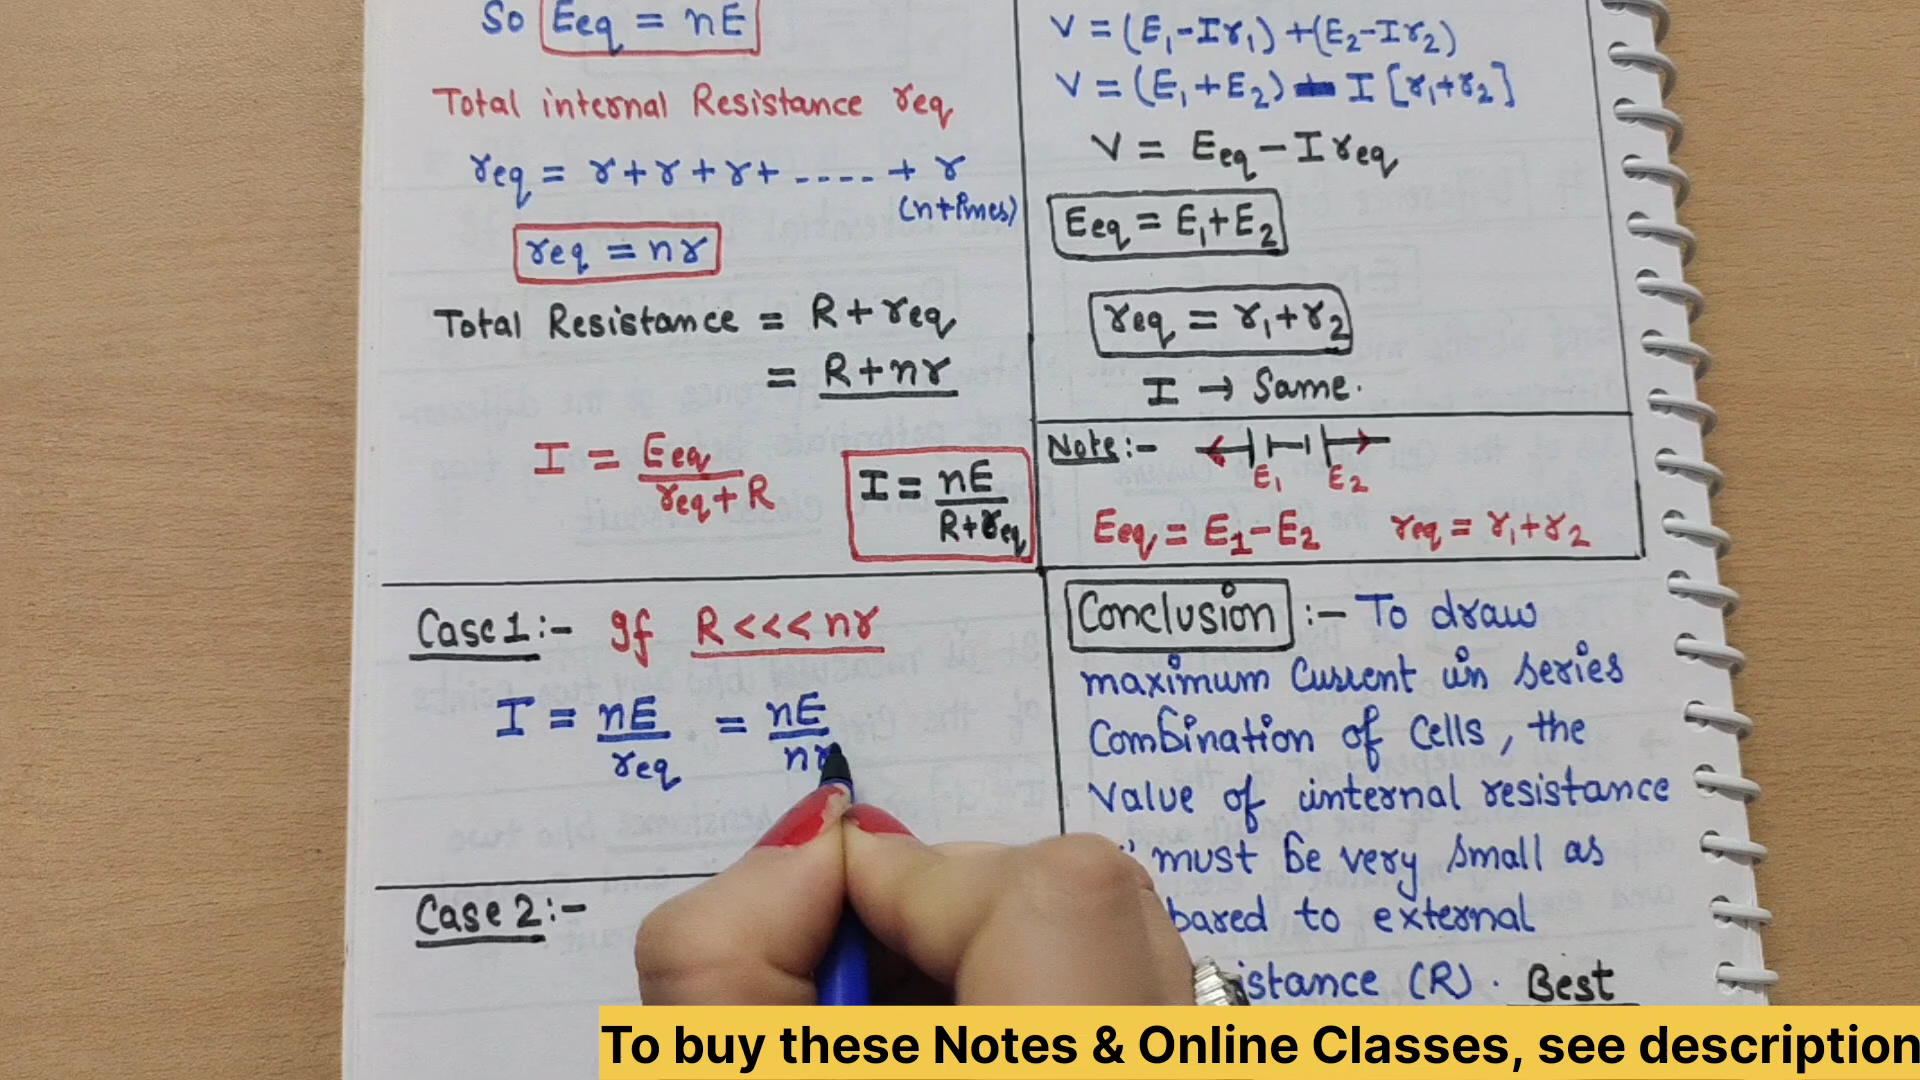 So Eeq = nE
Total internal Resistance req
req = r + r + r + ---- + r
(n times)
req = nr
Total Resistance = R + req
= R + nr
I = Eeq / req + R
I = nE / R + req
Case 1:- If R <<< nr
I = nE / req = nE / nr
Case 2:-
V = (E₁-Ir₁) + (E₂-Ir₂)
V = (E₁+E₂) - I [r₁+r₂]
V = Eeq - I req
Eeq = E₁+E₂
req = r₁+r₂
I → Same.
Note:-
E₁ E₂
Eeq = E₁-E₂ req = r₁+r₂
Conclusion :- To draw
maximum Current in series
Combination of Cells, the
Value of internal resistance
must be very small as
to external
(R). Best
To buy these Notes & Online Classes, see description